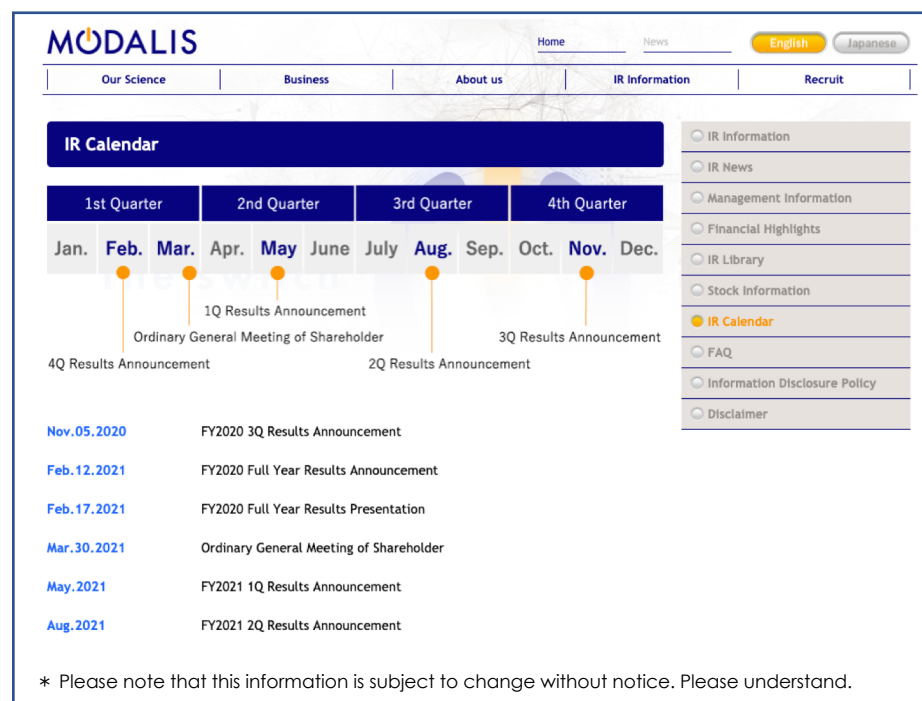 MODALIS
Home News English Japanese
Our Science Business About us IR Information Recruit
IR Calendar
1st Quarter 2nd Quarter 3rd Quarter 4th Quarter
Jan. Feb. Mar. Apr. May June July Aug. Sep. Oct. Nov. Dec.
1Q Results Announcement
Ordinary General Meeting of Shareholder 3Q Results Announcement
4Q Results Announcement 2Q Results Announcement
IR Information
IR News
Management Information
Financial Highlights
IR Library
Stock Information
IR Calendar
FAQ
Information Disclosure Policy
Disclaimer
Nov.05.2020 FY2020 3Q Results Announcement
Feb.12.2021 FY2020 Full Year Results Announcement
Feb.17.2021 FY2020 Full Year Results Presentation
Mar.30.2021 Ordinary General Meeting of Shareholder
May.2021 FY2021 1Q Results Announcement
Aug.2021 FY2021 2Q Results Announcement
* Please note that this information is subject to change without notice. Please understand.